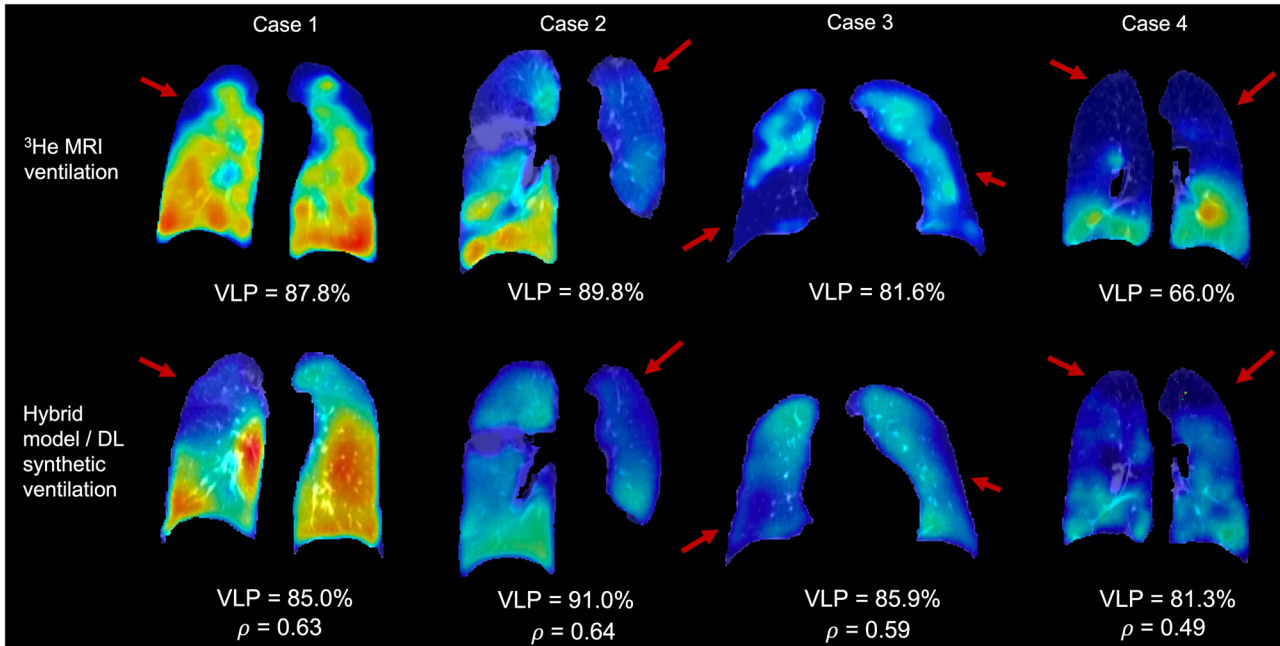 Case 1
Case 2
Case 3
Case 4
³He MRI
ventilation
VLP = 87.8%
VLP = 89.8%
VLP = 81.6%
VLP = 66.0%
Hybrid
model / DL
synthetic
ventilation
VLP = 85.0%
VLP = 91.0%
VLP = 85.9%
VLP = 81.3%
ρ = 0.63
ρ = 0.64
ρ = 0.59
ρ = 0.49